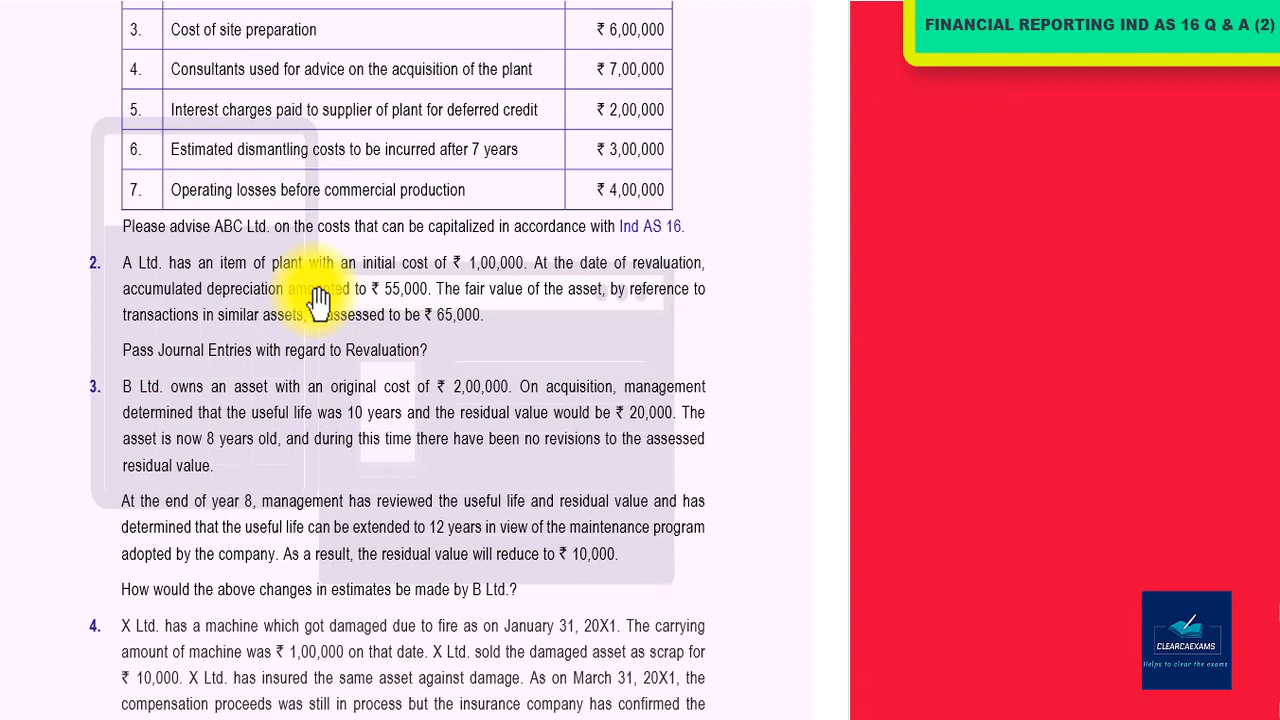 FINANCIAL REPORTING IND AS 16 Q & A (2)
3. Cost of site preparation ₹ 6,00,000
4. Consultants used for advice on the acquisition of the plant ₹ 7,00,000
5. Interest charges paid to supplier of plant for deferred credit ₹ 2,00,000
6. Estimated dismantling costs to be incurred after 7 years ₹ 3,00,000
7. Operating losses before commercial production ₹ 4,00,000
Please advise ABC Ltd. on the costs that can be capitalized in accordance with Ind AS 16.
2. A Ltd. has an item of plant with an initial cost of ₹ 1,00,000. At the date of revaluation,
accumulated depreciation amounted to ₹ 55,000. The fair value of the asset, by reference to
transactions in similar assets, assessed to be ₹ 65,000.
Pass Journal Entries with regard to Revaluation?
3. B Ltd. owns an asset with an original cost of ₹ 2,00,000. On acquisition, management
determined that the useful life was 10 years and the residual value would be ₹ 20,000. The
asset is now 8 years old, and during this time there have been no revisions to the assessed
residual value.
At the end of year 8, management has reviewed the useful life and residual value and has
determined that the useful life can be extended to 12 years in view of the maintenance program
adopted by the company. As a result, the residual value will reduce to ₹ 10,000.
How would the above changes in estimates be made by B Ltd.?
4. X Ltd. has a machine which got damaged due to fire as on January 31, 20X1. The carrying
amount of machine was ₹ 1,00,000 on that date. X Ltd. sold the damaged asset as scrap for
₹ 10,000. X Ltd. has insured the same asset against damage. As on March 31, 20X1, the
compensation proceeds was still in process but the insurance company has confirmed the
CLEARCAEXAMS
Helps to clear the exams